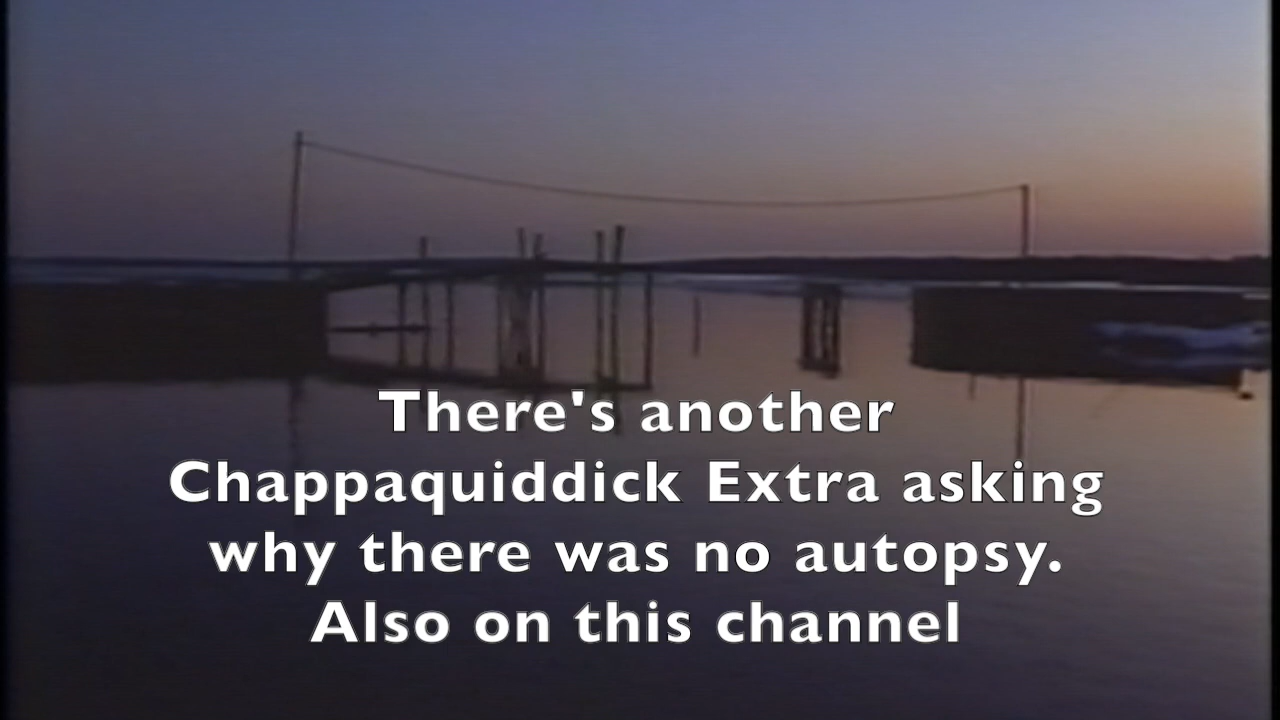 There's another
Chappaquiddick Extra asking
why there was no autopsy.
Also on this channel